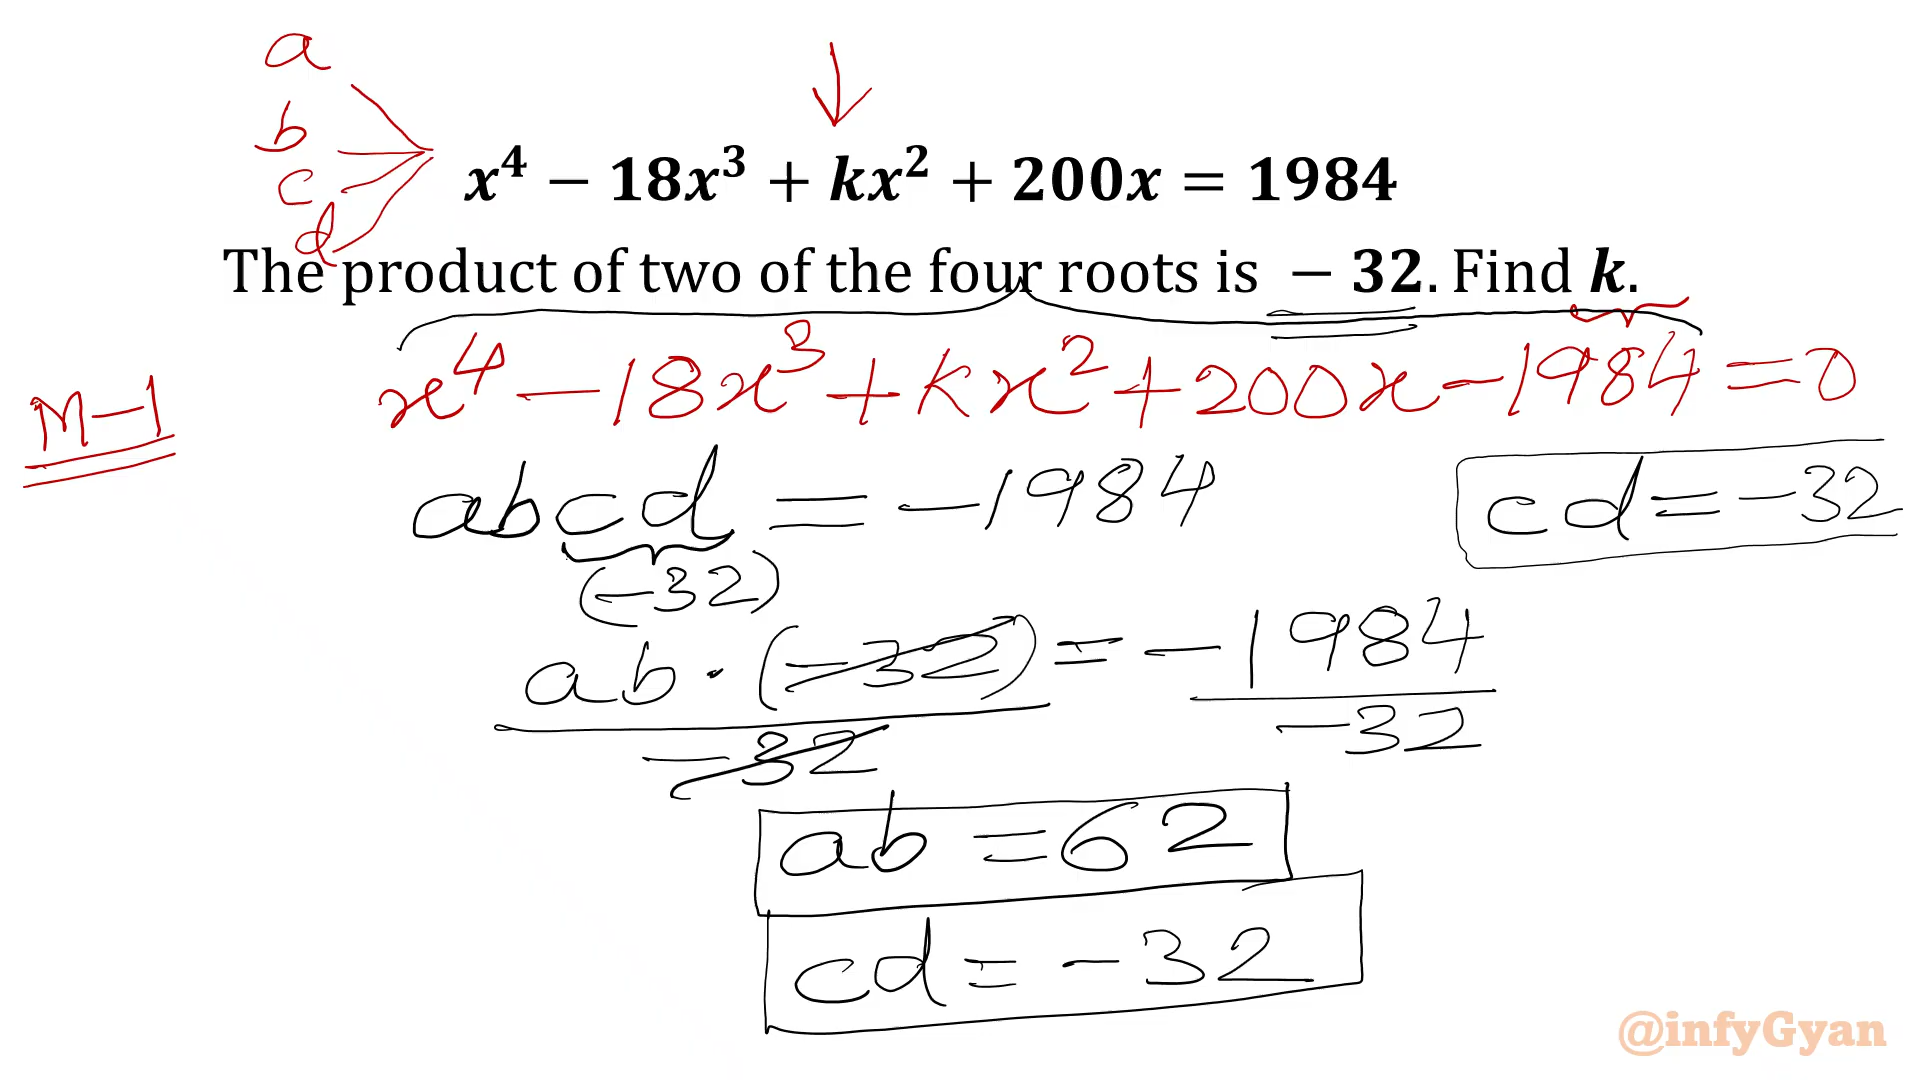 a
b
c
d
x⁴ − 18x³ + kx² + 200x = 1984
The product of two of the four roots is − 32. Find k.
M-1
x⁴ - 18x³ + kx² + 200x - 1984 = 0
abcd = -1984
cd = -32
(-32)
ab · (-32) = -1984
-32 -32
ab = 62
cd = -32
@infyGyan